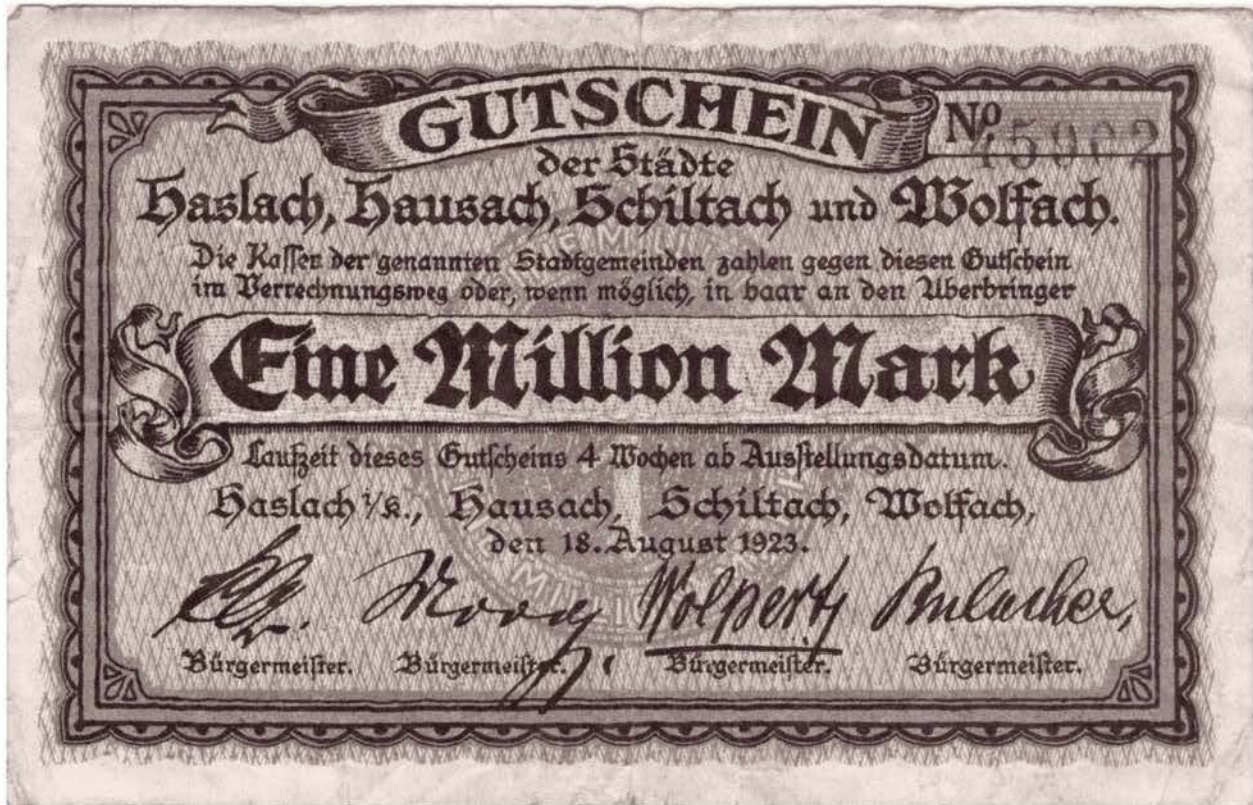 GUTSCHEIN
No.
der Städte
Haslach, Hausach, Schiltach und Wolfach.
Die Kassen der genannten Stadtgemeinden zahlen gegen diesen Gutschein
im Verrechnungsweg oder, wenn möglich, in baar an den Überbringer
Eine Million Mark
Laufzeit dieses Gutscheins 4 Wochen ab Ausstellungsdatum.
Haslach i/K., Hausach, Schiltach, Wolfach,
den 18. August 1923.
Moog Wolpert
Bürgermeister. Bürgermeister. Bürgermeister. Bürgermeister.